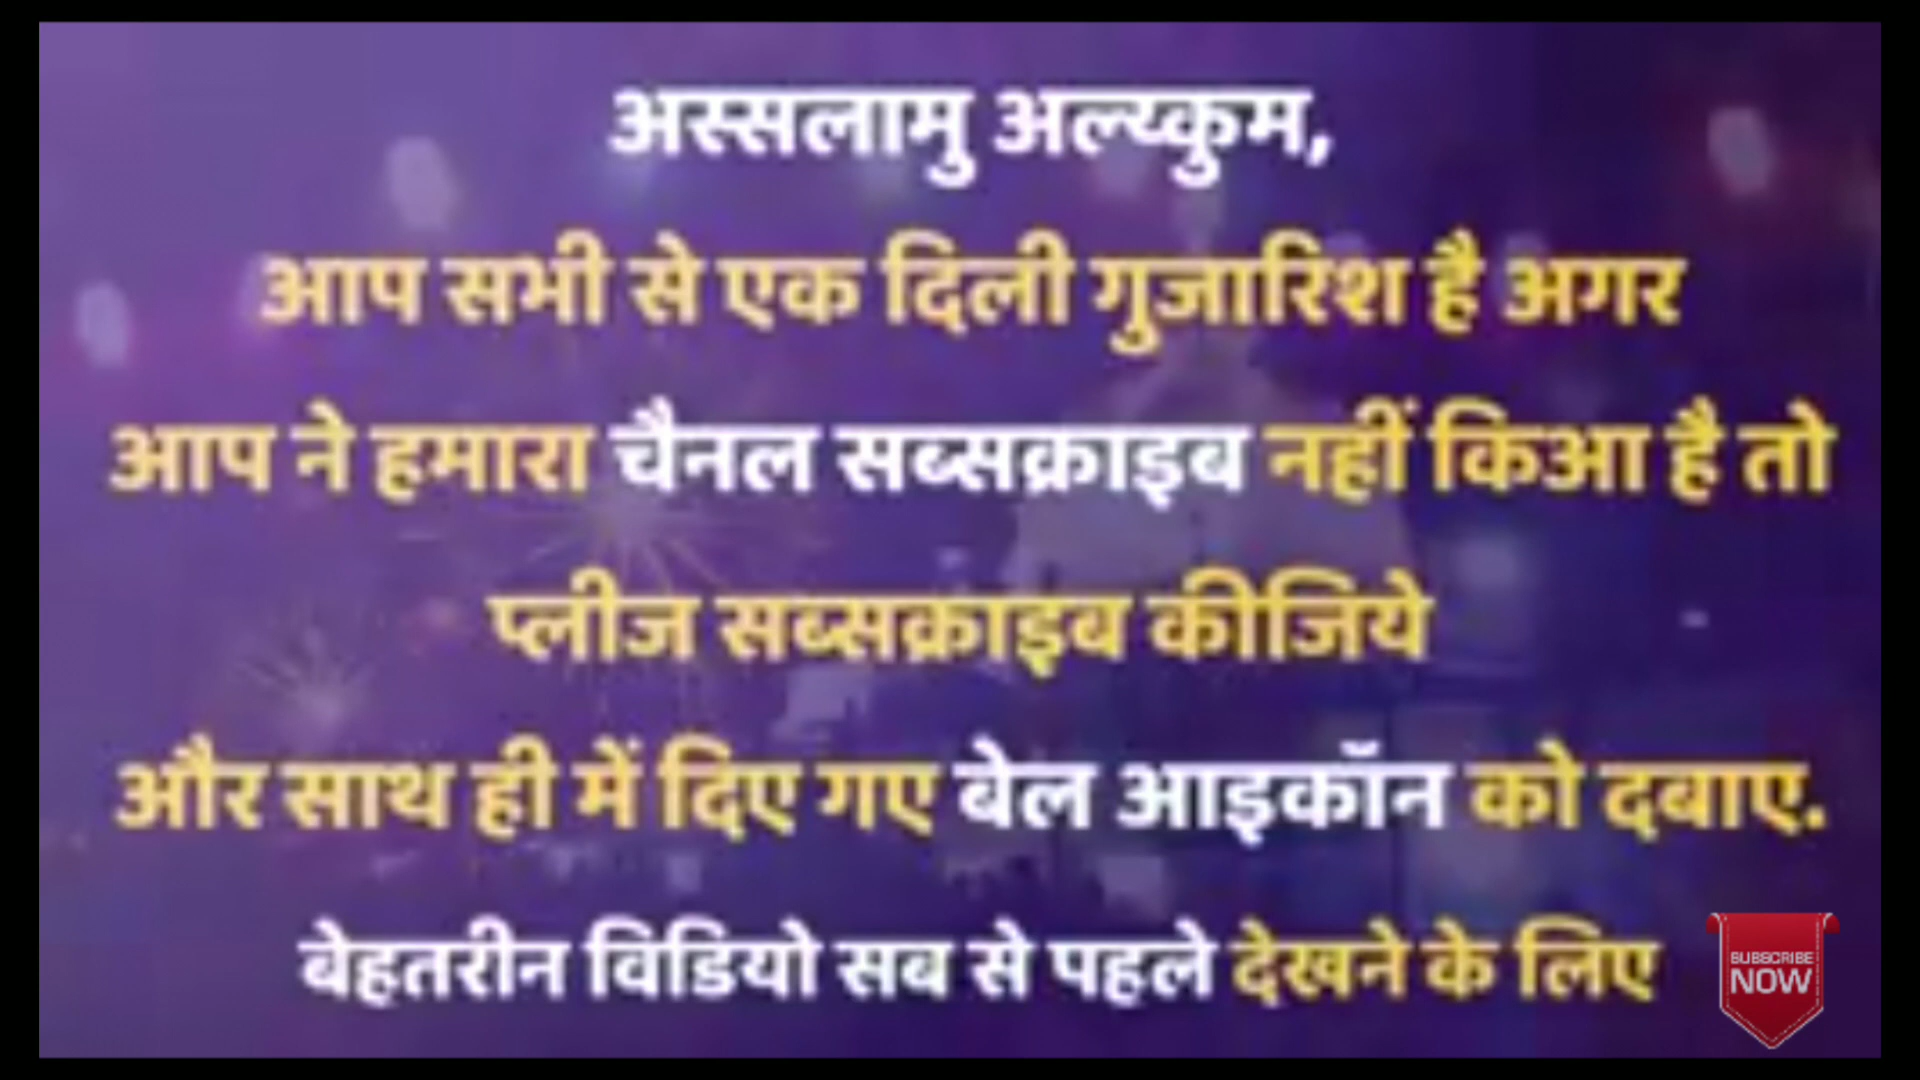 अस्सलामु अल्य्कुम,
आप सभी से एक दिली गुजारिश है अगर
आप ने हमारा चैनल सब्सक्राइब नहीं किआ है तो
प्लीज सब्सक्राइब कीजिये
और साथ ही में दिए गए बेल आइकॉन को दबाए.
बेहतरीन विडियो सब से पहले देखने के लिए
SUBSCRIBE
NOW